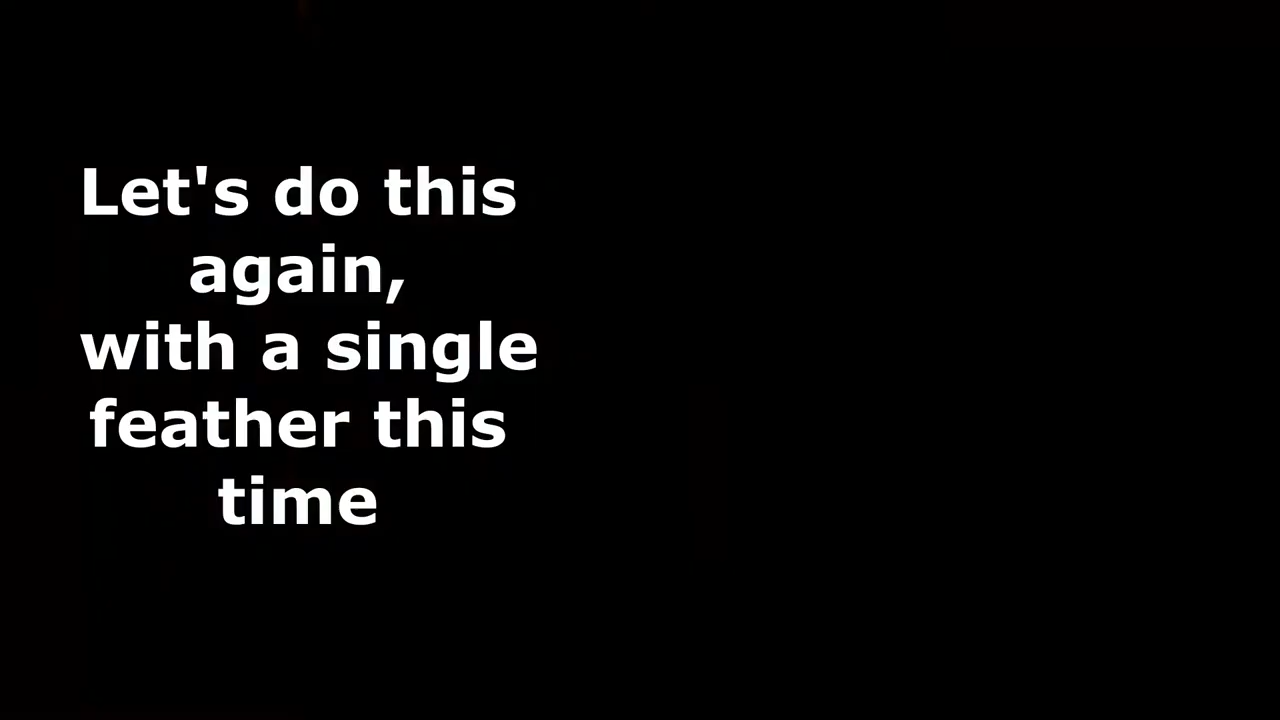 Let's do this
again,
with a single
feather this
time